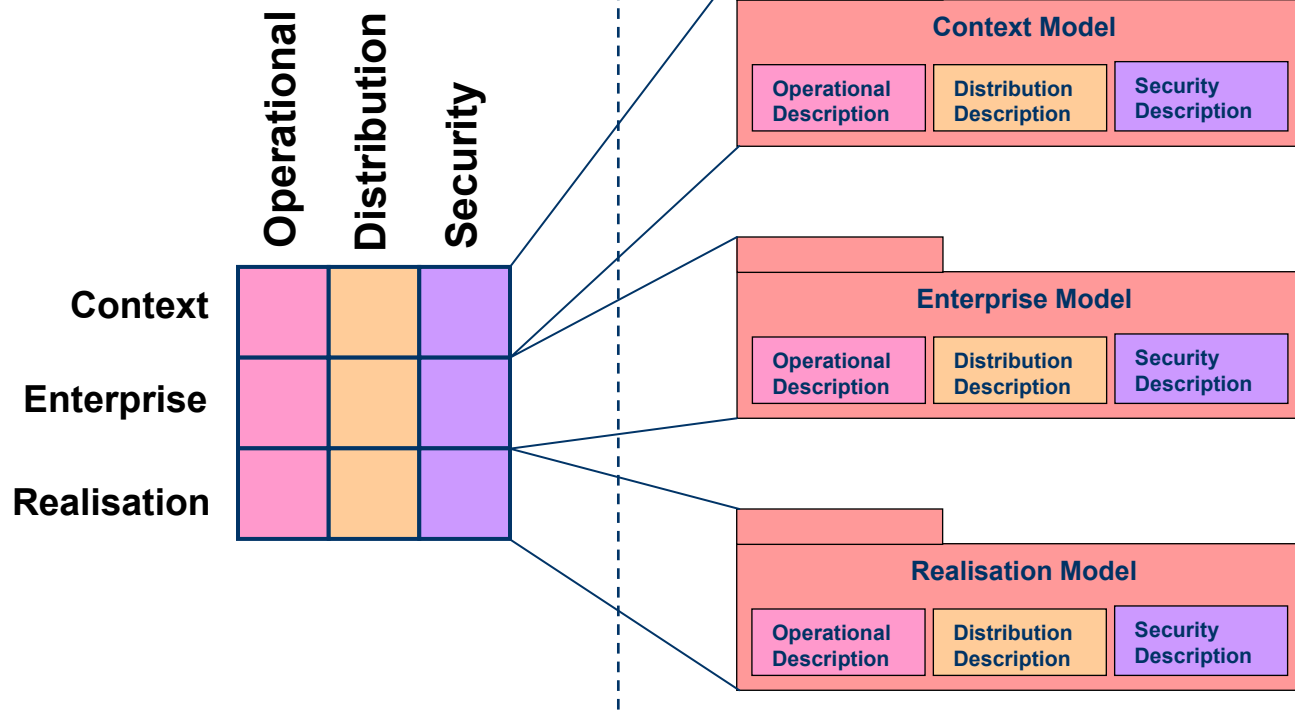 Operational
Distribution
Security
Context
Enterprise
Realisation
Context Model
Operational
Description
Distribution
Description
Security
Description
Enterprise Model
Operational
Description
Distribution
Description
Security
Description
Realisation Model
Operational
Description
Distribution
Description
Security
Description